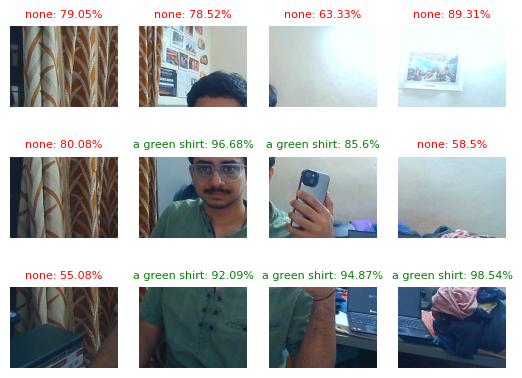 none: 79.05%
none: 78.52%
none: 63.33%
none: 89.31%
none: 80.08%
a green shirt: 96.68%
a green shirt: 85.6%
none: 58.5%
none: 55.08%
a green shirt: 92.09%
a green shirt: 94.87%
a green shirt: 98.54%